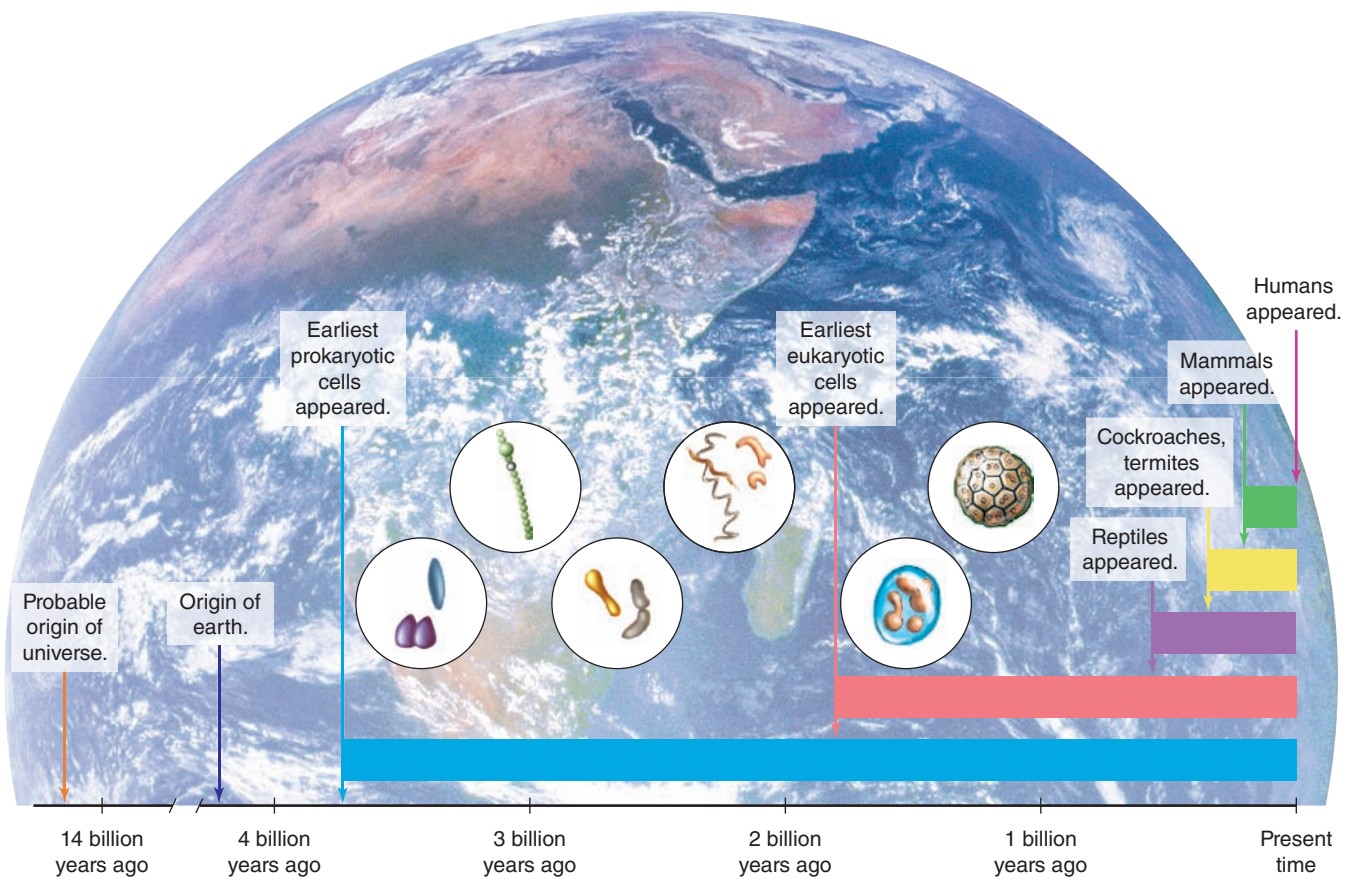 Probable
origin of
universe.
Origin of
earth.
Earliest
prokaryotic
cells
appeared.
Earliest
eukaryotic
cells
appeared.
Reptiles
appeared.
Cockroaches,
termites
appeared.
Mammals
appeared.
Humans
appeared.
14 billion
years ago
4 billion
years ago
3 billion
years ago
2 billion
years ago
1 billion
years ago
Present
time